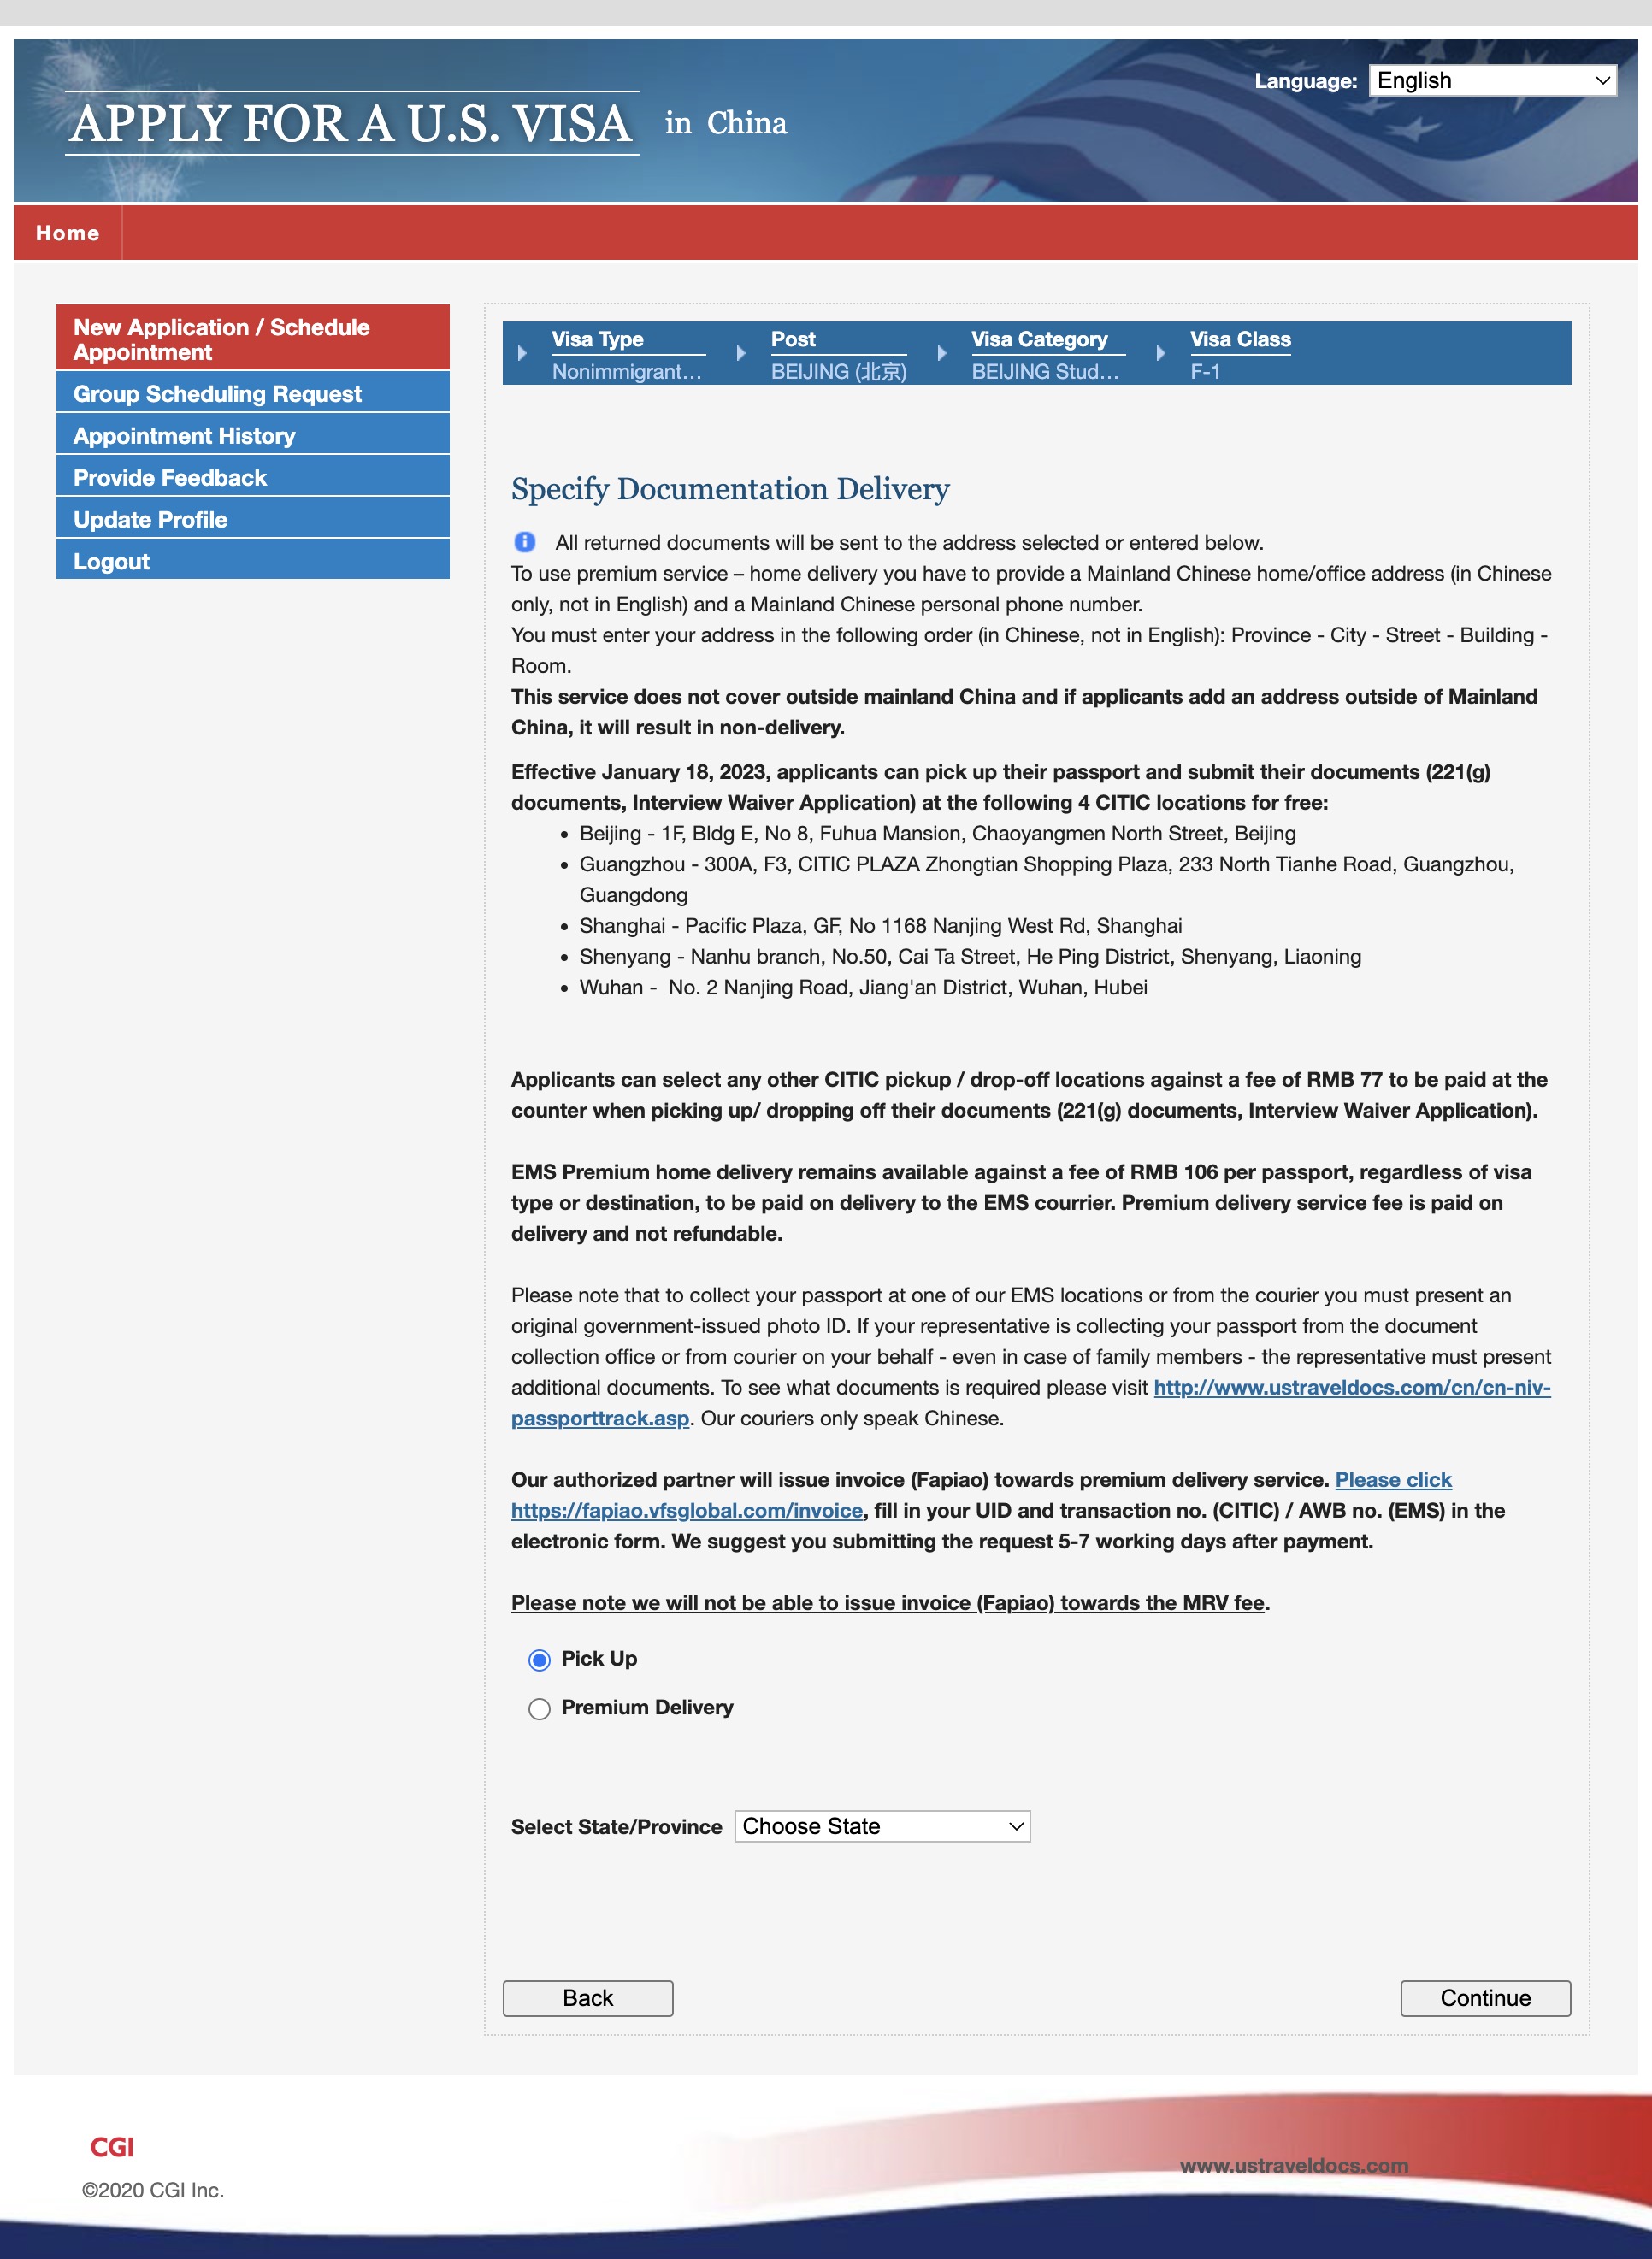 Language: English
APPLY FOR A U.S. VISA in China
Home
New Application / Schedule
Appointment
Group Scheduling Request
Appointment History
Provide Feedback
Update Profile
Logout
Visa Type Post Visa Category Visa Class
Nonimmigrant... BEIJING (北京) BEIJING Stud... F-1
Specify Documentation Delivery
All returned documents will be sent to the address selected or entered below.
To use premium service – home delivery you have to provide a Mainland Chinese home/office address (in Chinese
only, not in English) and a Mainland Chinese personal phone number.
You must enter your address in the following order (in Chinese, not in English): Province - City - Street - Building -
Room.
This service does not cover outside mainland China and if applicants add an address outside of Mainland
China, it will result in non-delivery.
Effective January 18, 2023, applicants can pick up their passport and submit their documents (221(g)
documents, Interview Waiver Application) at the following 4 CITIC locations for free:
• Beijing - 1F, Bldg E, No 8, Fuhua Mansion, Chaoyangmen North Street, Beijing
• Guangzhou - 300A, F3, CITIC PLAZA Zhongtian Shopping Plaza, 233 North Tianhe Road, Guangzhou,
Guangdong
• Shanghai - Pacific Plaza, GF, No 1168 Nanjing West Rd, Shanghai
• Shenyang - Nanhu branch, No.50, Cai Ta Street, He Ping District, Shenyang, Liaoning
• Wuhan - No. 2 Nanjing Road, Jiang'an District, Wuhan, Hubei
Applicants can select any other CITIC pickup / drop-off locations against a fee of RMB 77 to be paid at the
counter when picking up/ dropping off their documents (221(g) documents, Interview Waiver Application).
EMS Premium home delivery remains available against a fee of RMB 106 per passport, regardless of visa
type or destination, to be paid on delivery to the EMS courrier. Premium delivery service fee is paid on
delivery and not refundable.
Please note that to collect your passport at one of our EMS locations or from the courier you must present an
original government-issued photo ID. If your representative is collecting your passport from the document
collection office or from courier on your behalf - even in case of family members - the representative must present
additional documents. To see what documents is required please visit http://www.ustraveldocs.com/cn/cn-niv-
passporttrack.asp. Our couriers only speak Chinese.
Our authorized partner will issue invoice (Fapiao) towards premium delivery service. Please click
https://fapiao.vfsglobal.com/invoice, fill in your UID and transaction no. (CITIC) / AWB no. (EMS) in the
electronic form. We suggest you submitting the request 5-7 working days after payment.
Please note we will not be able to issue invoice (Fapiao) towards the MRV fee.
Pick Up
Premium Delivery
Select State/Province Choose State
Back Continue
CGI
www.ustraveldocs.com
©2020 CGI Inc.